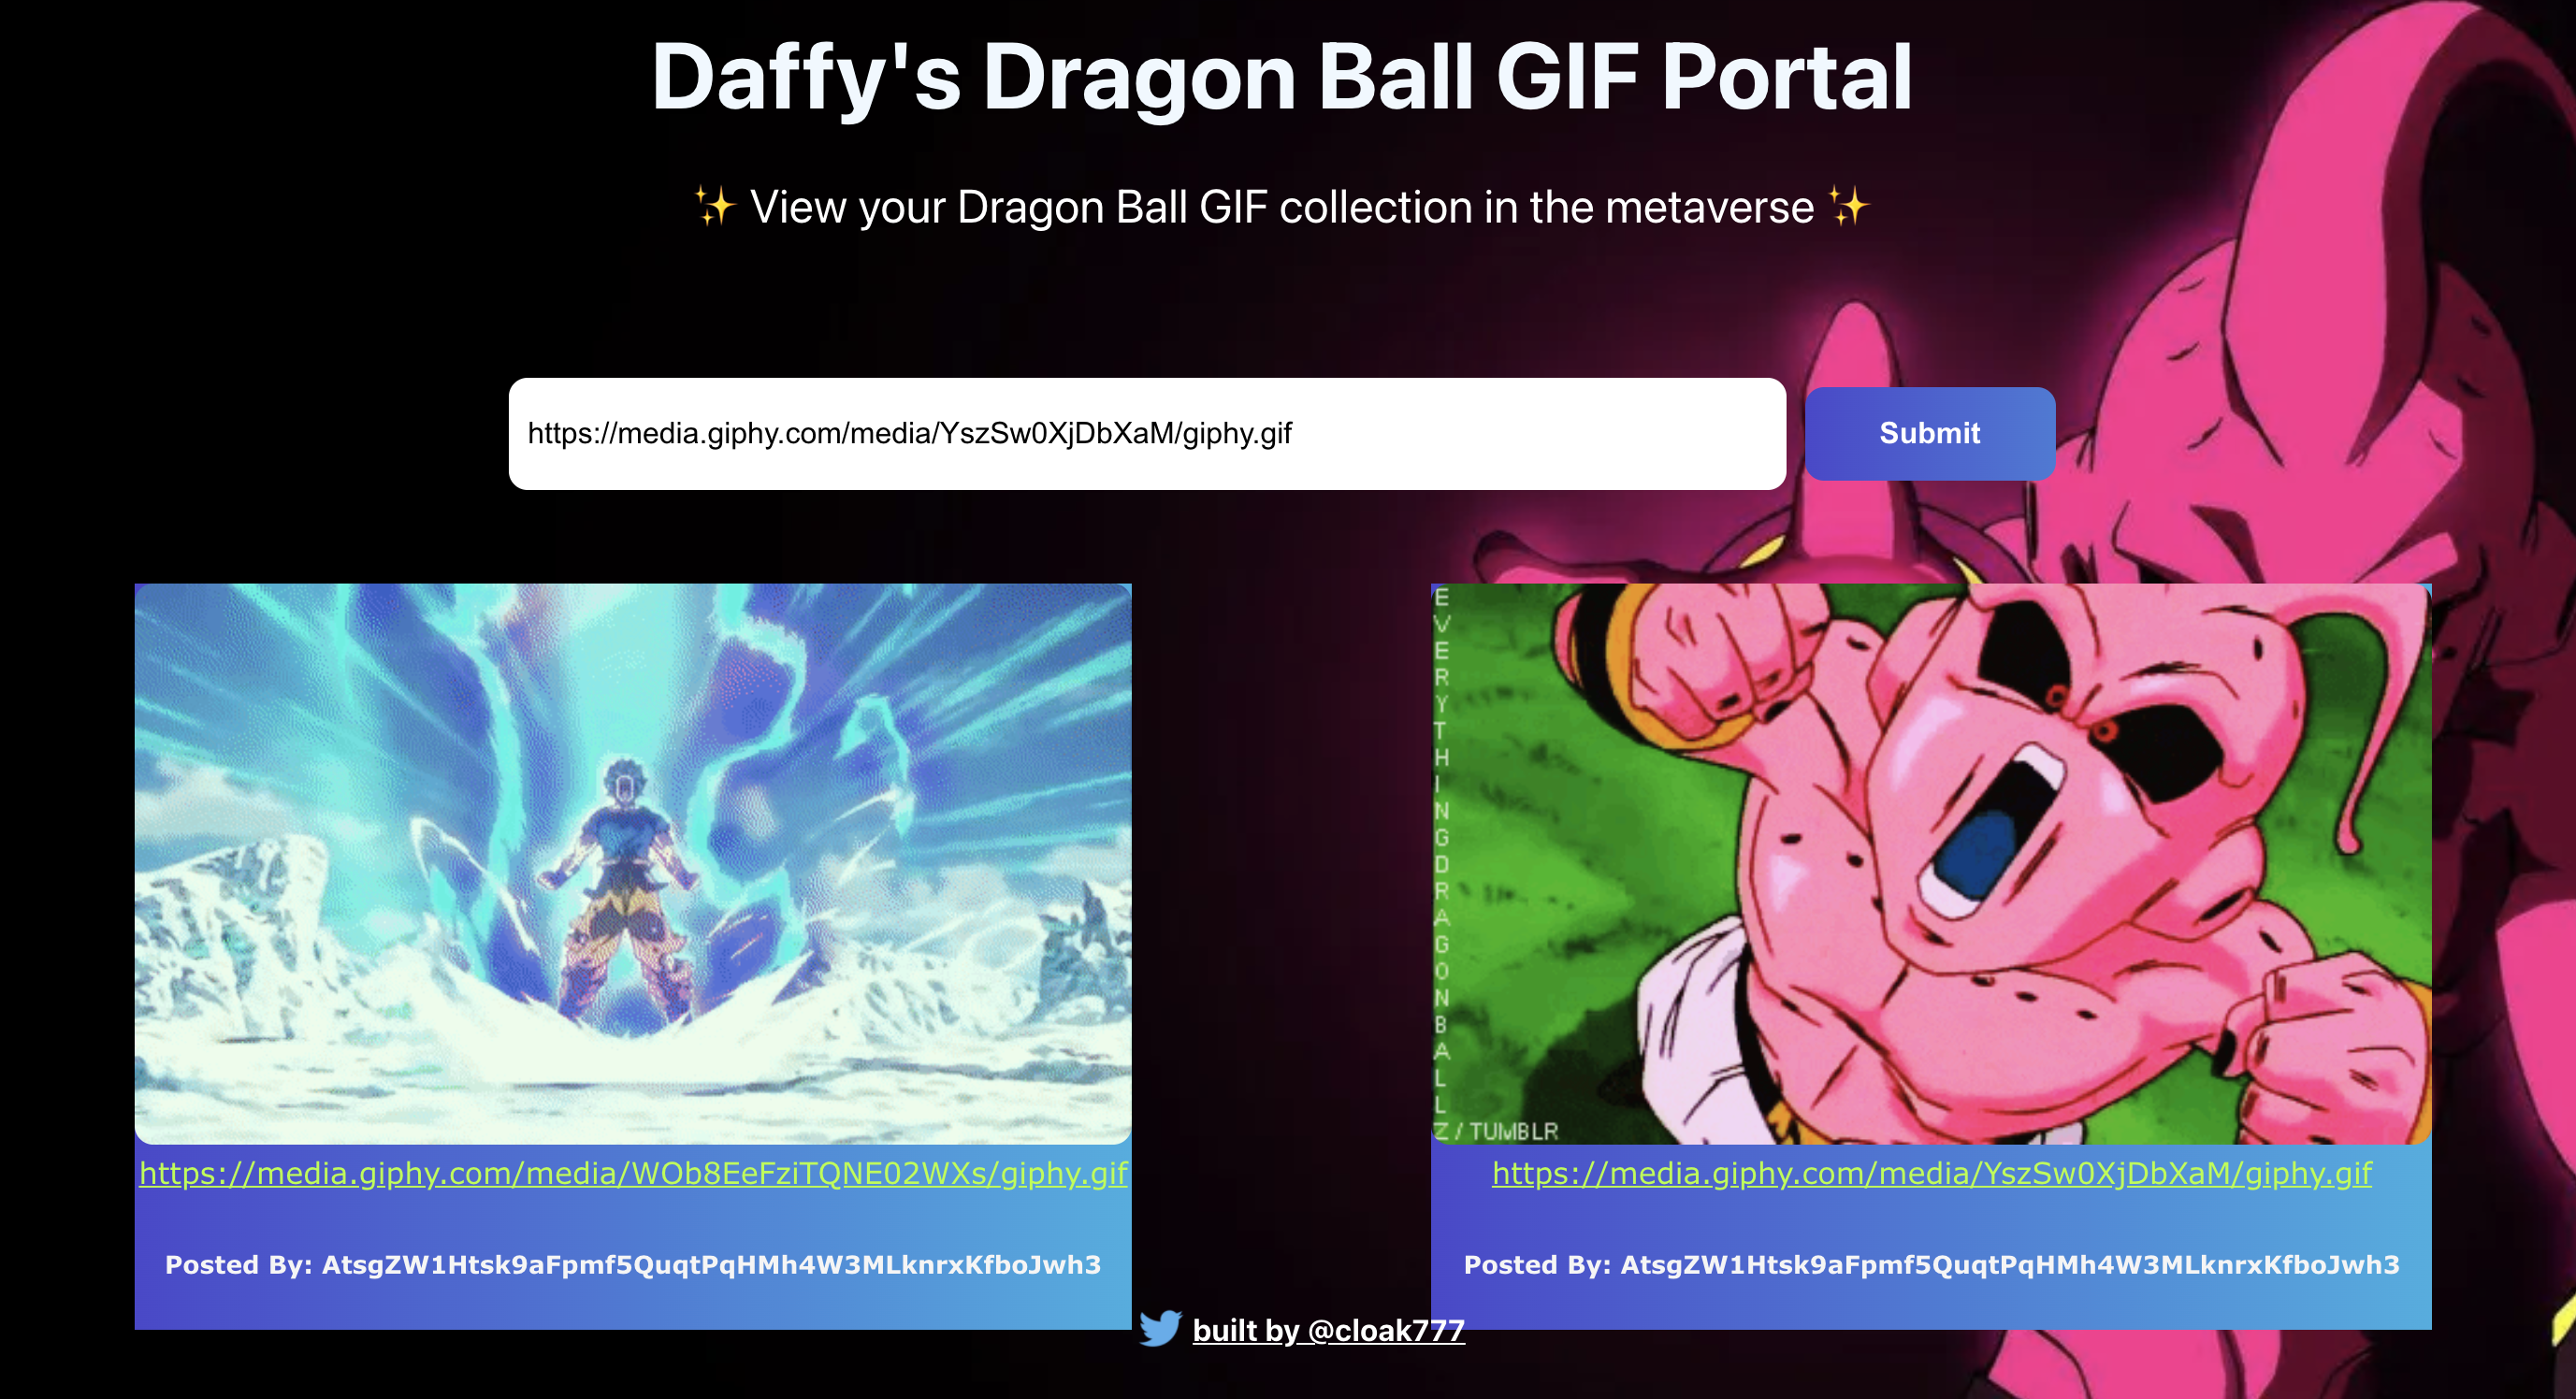 Daffy's Dragon Ball GIF Portal
✨ View your Dragon Ball GIF collection in the metaverse ✨
https://media.giphy.com/media/YszSw0XjDbXaM/giphy.gif
Submit
EVERYTHINGDRAGONBALLZ / TUMBLR
https://media.giphy.com/media/WOb8EeFziTQNE02WXs/giphy.gif
Posted By: AtsgZW1Htsk9aFpmf5QuqtPqHMh4W3MLknrxKfboJwh3
https://media.giphy.com/media/YszSw0XjDbXaM/giphy.gif
Posted By: AtsgZW1Htsk9aFpmf5QuqtPqHMh4W3MLknrxKfboJwh3
built by @cloak777